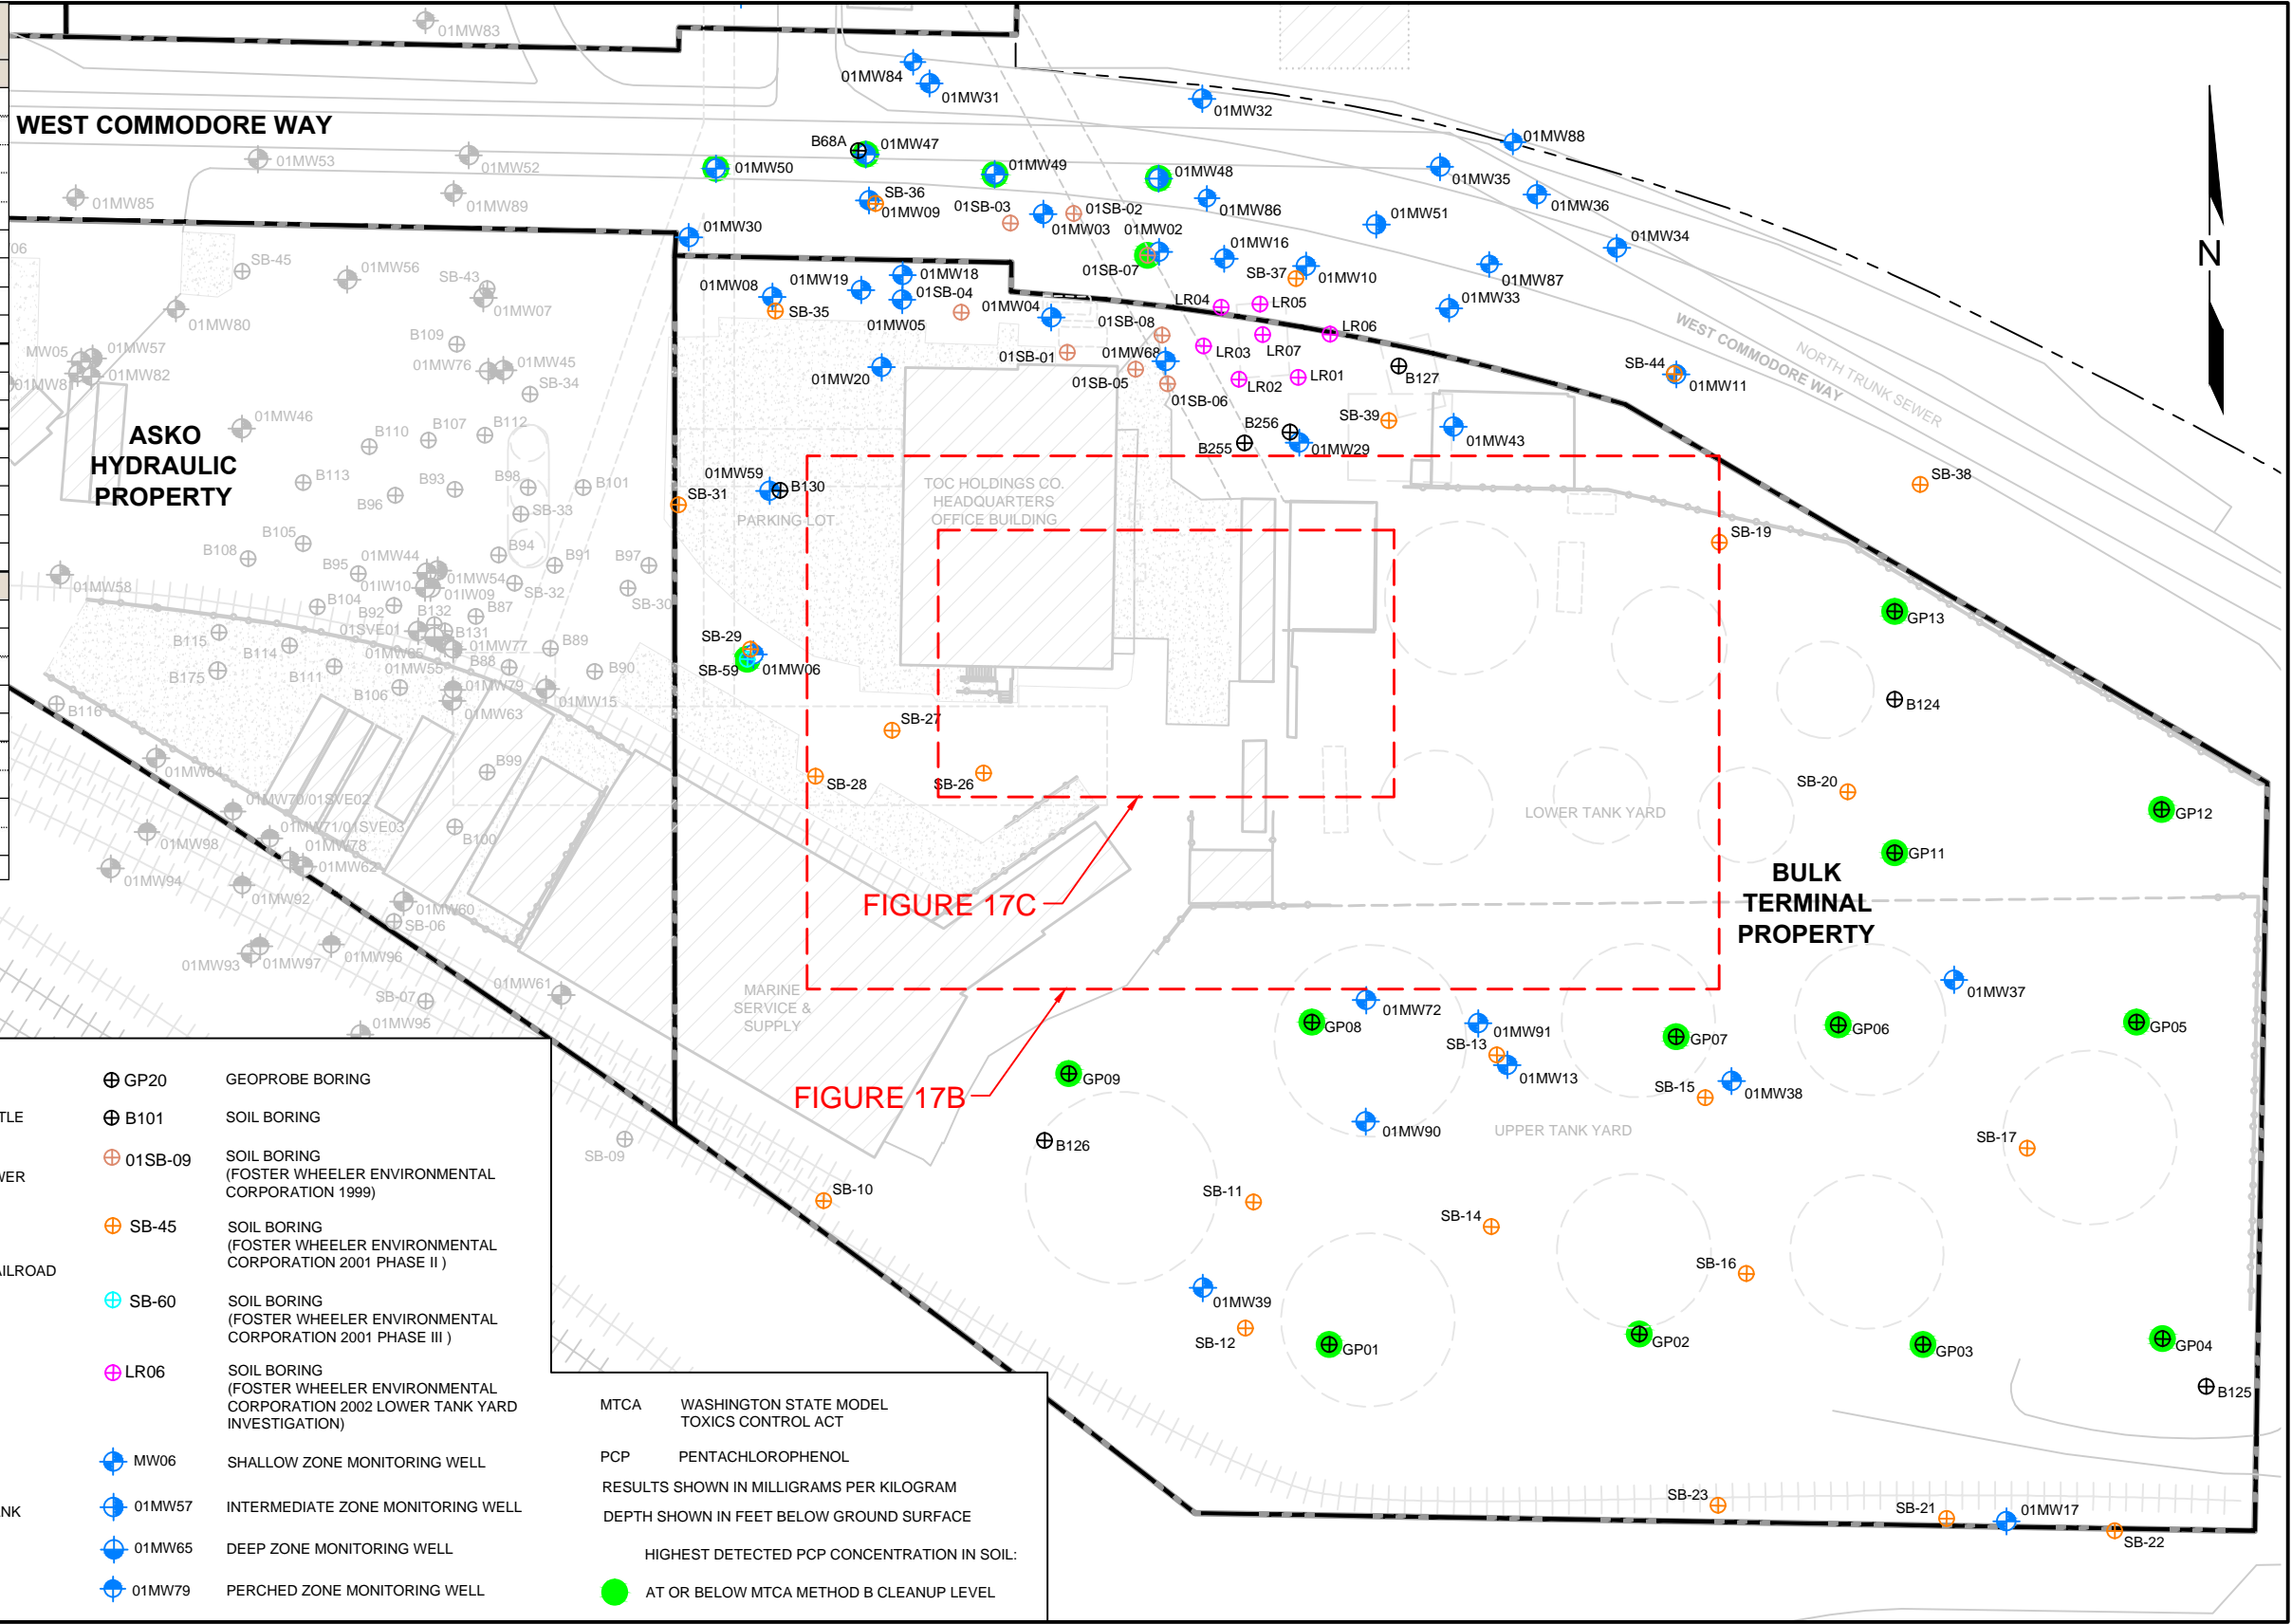 01MW83
01MW84
01MW31
01MW32
WEST COMMODORE WAY
01MW88
B68A
01MW47
01MW53
01MW52
01MW50
01MW49
01MW48
01MW35
01MW85
01MW89
SB-36
01MW09
01SB-03
01SB-02
01MW86
01MW36
01MW30
01MW03
01MW02
01MW51
01MW34
01MW16
N
SB-45
01MW56
SB-43
01MW08
01MW19
01MW18
01SB-07
SB-37
01MW10
01MW87
01MW07
01SB-04
01MW04
LR04
LR05
01MW33
01MW80
SB-35
01MW05
01SB-08
LR06
WEST COMMODORE WAY
NORTH TRUNK SEWER
B109
MW05
01MW57
01MW76
01MW45
01SB-01
01MW68
LR03
LR07
B127
SB-44
01MW11
01MW81
01MW82
SB-34
01MW20
01SB-05
LR02
LR01
01SB-06
01MW46
B110
B107
B112
B256
SB-39
01MW43
ASKO
HYDRAULIC
PROPERTY
B255
01MW29
B113
B93
B98
B101
01MW59
B130
SB-31
TOC HOLDINGS CO.
HEADQUARTERS
OFFICE BUILDING
SB-38
B96
SB-33
PARKING LOT
SB-19
B105
B108
B94
B91
B97
01MW44
B95
01MW54
01MW58
01IW10
01IW09
SB-32
SB-30
B104
B92
B132
B87
GP13
B115
01SVE01
B131
B114
01MW77
B89
SB-29
01MW55
B88
SB-59
01MW06
B175
B111
B90
B106
01MW79
01MW15
B124
B116
01MW63
SB-27
01MW64
B99
SB-28
SB-26
SB-20
01MW70/01SVE02
LOWER TANK YARD
GP12
01MW98
01MW71/01SVE03
B100
01MW78
GP11
01MW94
01MW62
BULK
TERMINAL
PROPERTY
01MW92
01MW60
FIGURE 17C
SB-06
01MW93
01MW97
01MW96
01MW61
SB-07
MARINE
SERVICE &
SUPPLY
01MW37
01MW72
01MW95
GP08
01MW91
GP07
GP06
GP05
SB-13
GP09
01MW13
FIGURE 17B
SB-15
01MW38
01MW90
UPPER TANK YARD
B126
SB-17
SB-09
SB-10
SB-11
SB-14
SB-16
01MW39
SB-12
GP01
GP02
GP03
GP04
B125
SB-23
SB-21
01MW17
SB-22
GP20 GEOPROBE BORING
B101 SOIL BORING
01SB-09 SOIL BORING
(FOSTER WHEELER ENVIRONMENTAL
CORPORATION 1999)
SB-45 SOIL BORING
(FOSTER WHEELER ENVIRONMENTAL
CORPORATION 2001 PHASE II )
SB-60 SOIL BORING
(FOSTER WHEELER ENVIRONMENTAL
CORPORATION 2001 PHASE III )
LR06 SOIL BORING
(FOSTER WHEELER ENVIRONMENTAL
CORPORATION 2002 LOWER TANK YARD
INVESTIGATION)
MW06 SHALLOW ZONE MONITORING WELL
01MW57 INTERMEDIATE ZONE MONITORING WELL
01MW65 DEEP ZONE MONITORING WELL
01MW79 PERCHED ZONE MONITORING WELL
MTCA WASHINGTON STATE MODEL
TOXICS CONTROL ACT
PCP PENTACHLOROPHENOL
RESULTS SHOWN IN MILLIGRAMS PER KILOGRAM
DEPTH SHOWN IN FEET BELOW GROUND SURFACE
HIGHEST DETECTED PCP CONCENTRATION IN SOIL:
AT OR BELOW MTCA METHOD B CLEANUP LEVEL